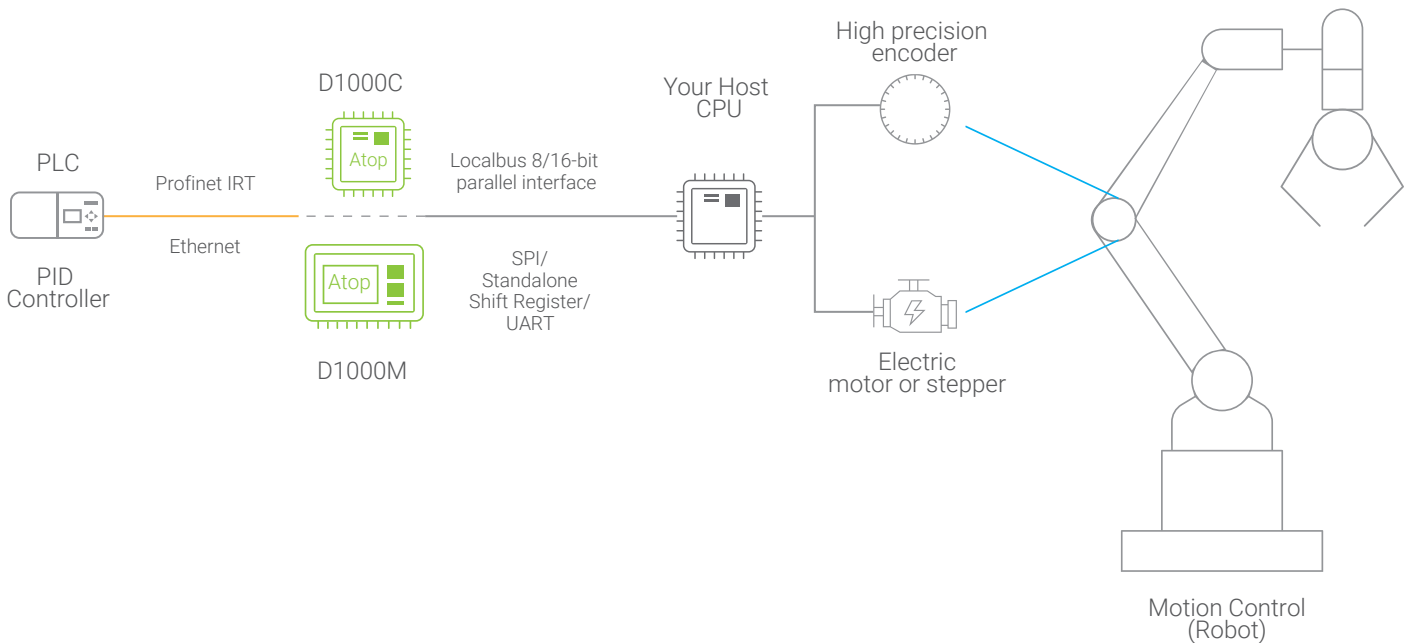 PLC
PID
Controller
Profinet IRT
Ethernet
D1000C
Atop
Atop
D1000M
Localbus 8/16-bit
parallel interface
SPI/
Standalone
Shift Register/
UART
Your Host
CPU
High precision
encoder
Electric
motor or stepper
Motion Control
(Robot)